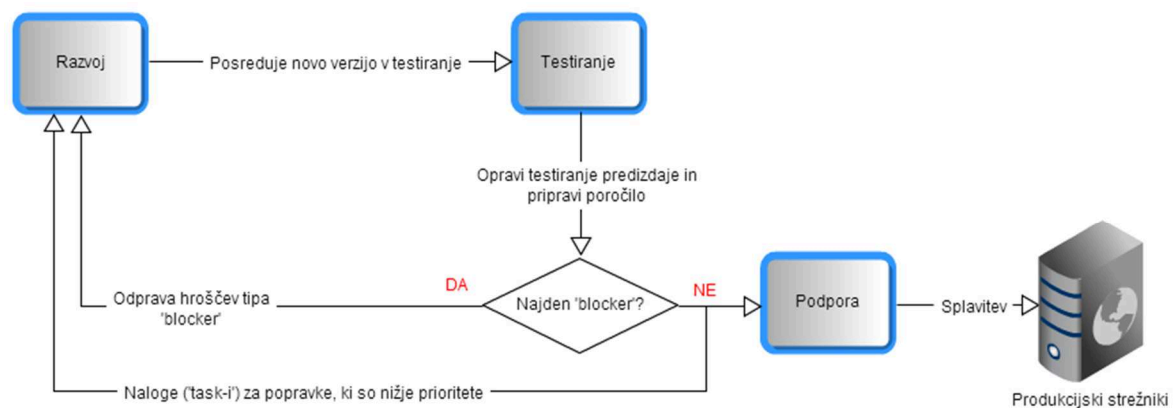 Razvoj
Posreduje novo verzijo v testiranje
Testiranje
Opravi testiranje predizdaje in
pripravi poročilo
DA
Najden 'blocker'?
NE
Odprava hroščev tipa
'blocker'
Podpora
Splavitev
Naloge ('task-i') za popravke, ki so nižje prioritete
Produkcijski strežniki